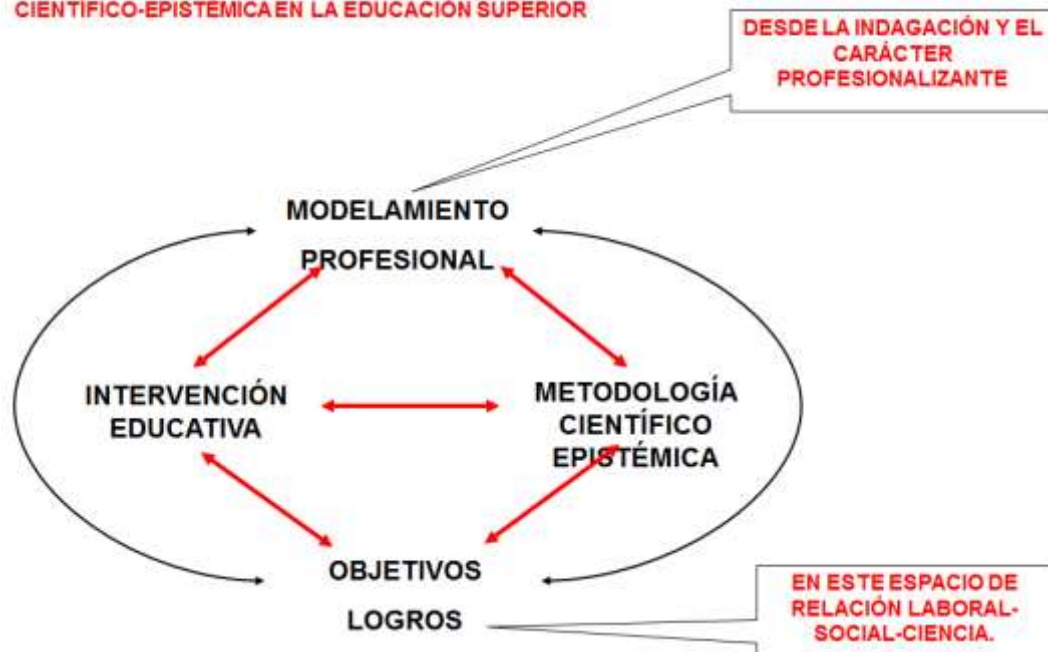 CIENTÍFICO-EPISTÉMICA EN LA EDUCACIÓN SUPERIOR
DESDE LA INDAGACIÓN Y EL
CARÁCTER
PROFESIONALIZANTE
MODELAMIENTO
PROFESIONAL
INTERVENCIÓN
EDUCATIVA
METODOLOGÍA
CIENTÍFICO
EPISTÉMICA
OBJETIVOS
LOGROS
EN ESTE ESPACIO DE
RELACIÓN LABORAL-
SOCIAL-CIENCIA.